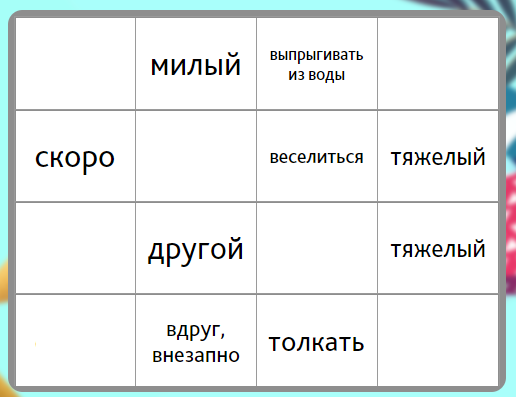 милый
выпрыгивать
из воды
скоро
веселиться
тяжелый
другой
тяжелый
вдруг,
внезапно
толкать